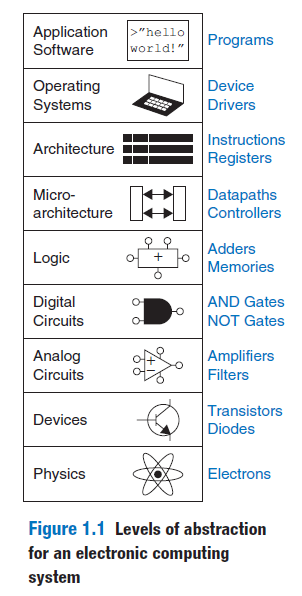 Application
Software
>"hello
world!"
Programs
Operating
Systems
Device
Drivers
Architecture
Instructions
Registers
Micro-
architecture
Datapaths
Controllers
Logic
+
Adders
Memories
Digital
Circuits
AND Gates
NOT Gates
Analog
Circuits
+
−
Amplifiers
Filters
Devices
Transistors
Diodes
Physics
Electrons
Figure 1.1 Levels of abstraction
for an electronic computing
system